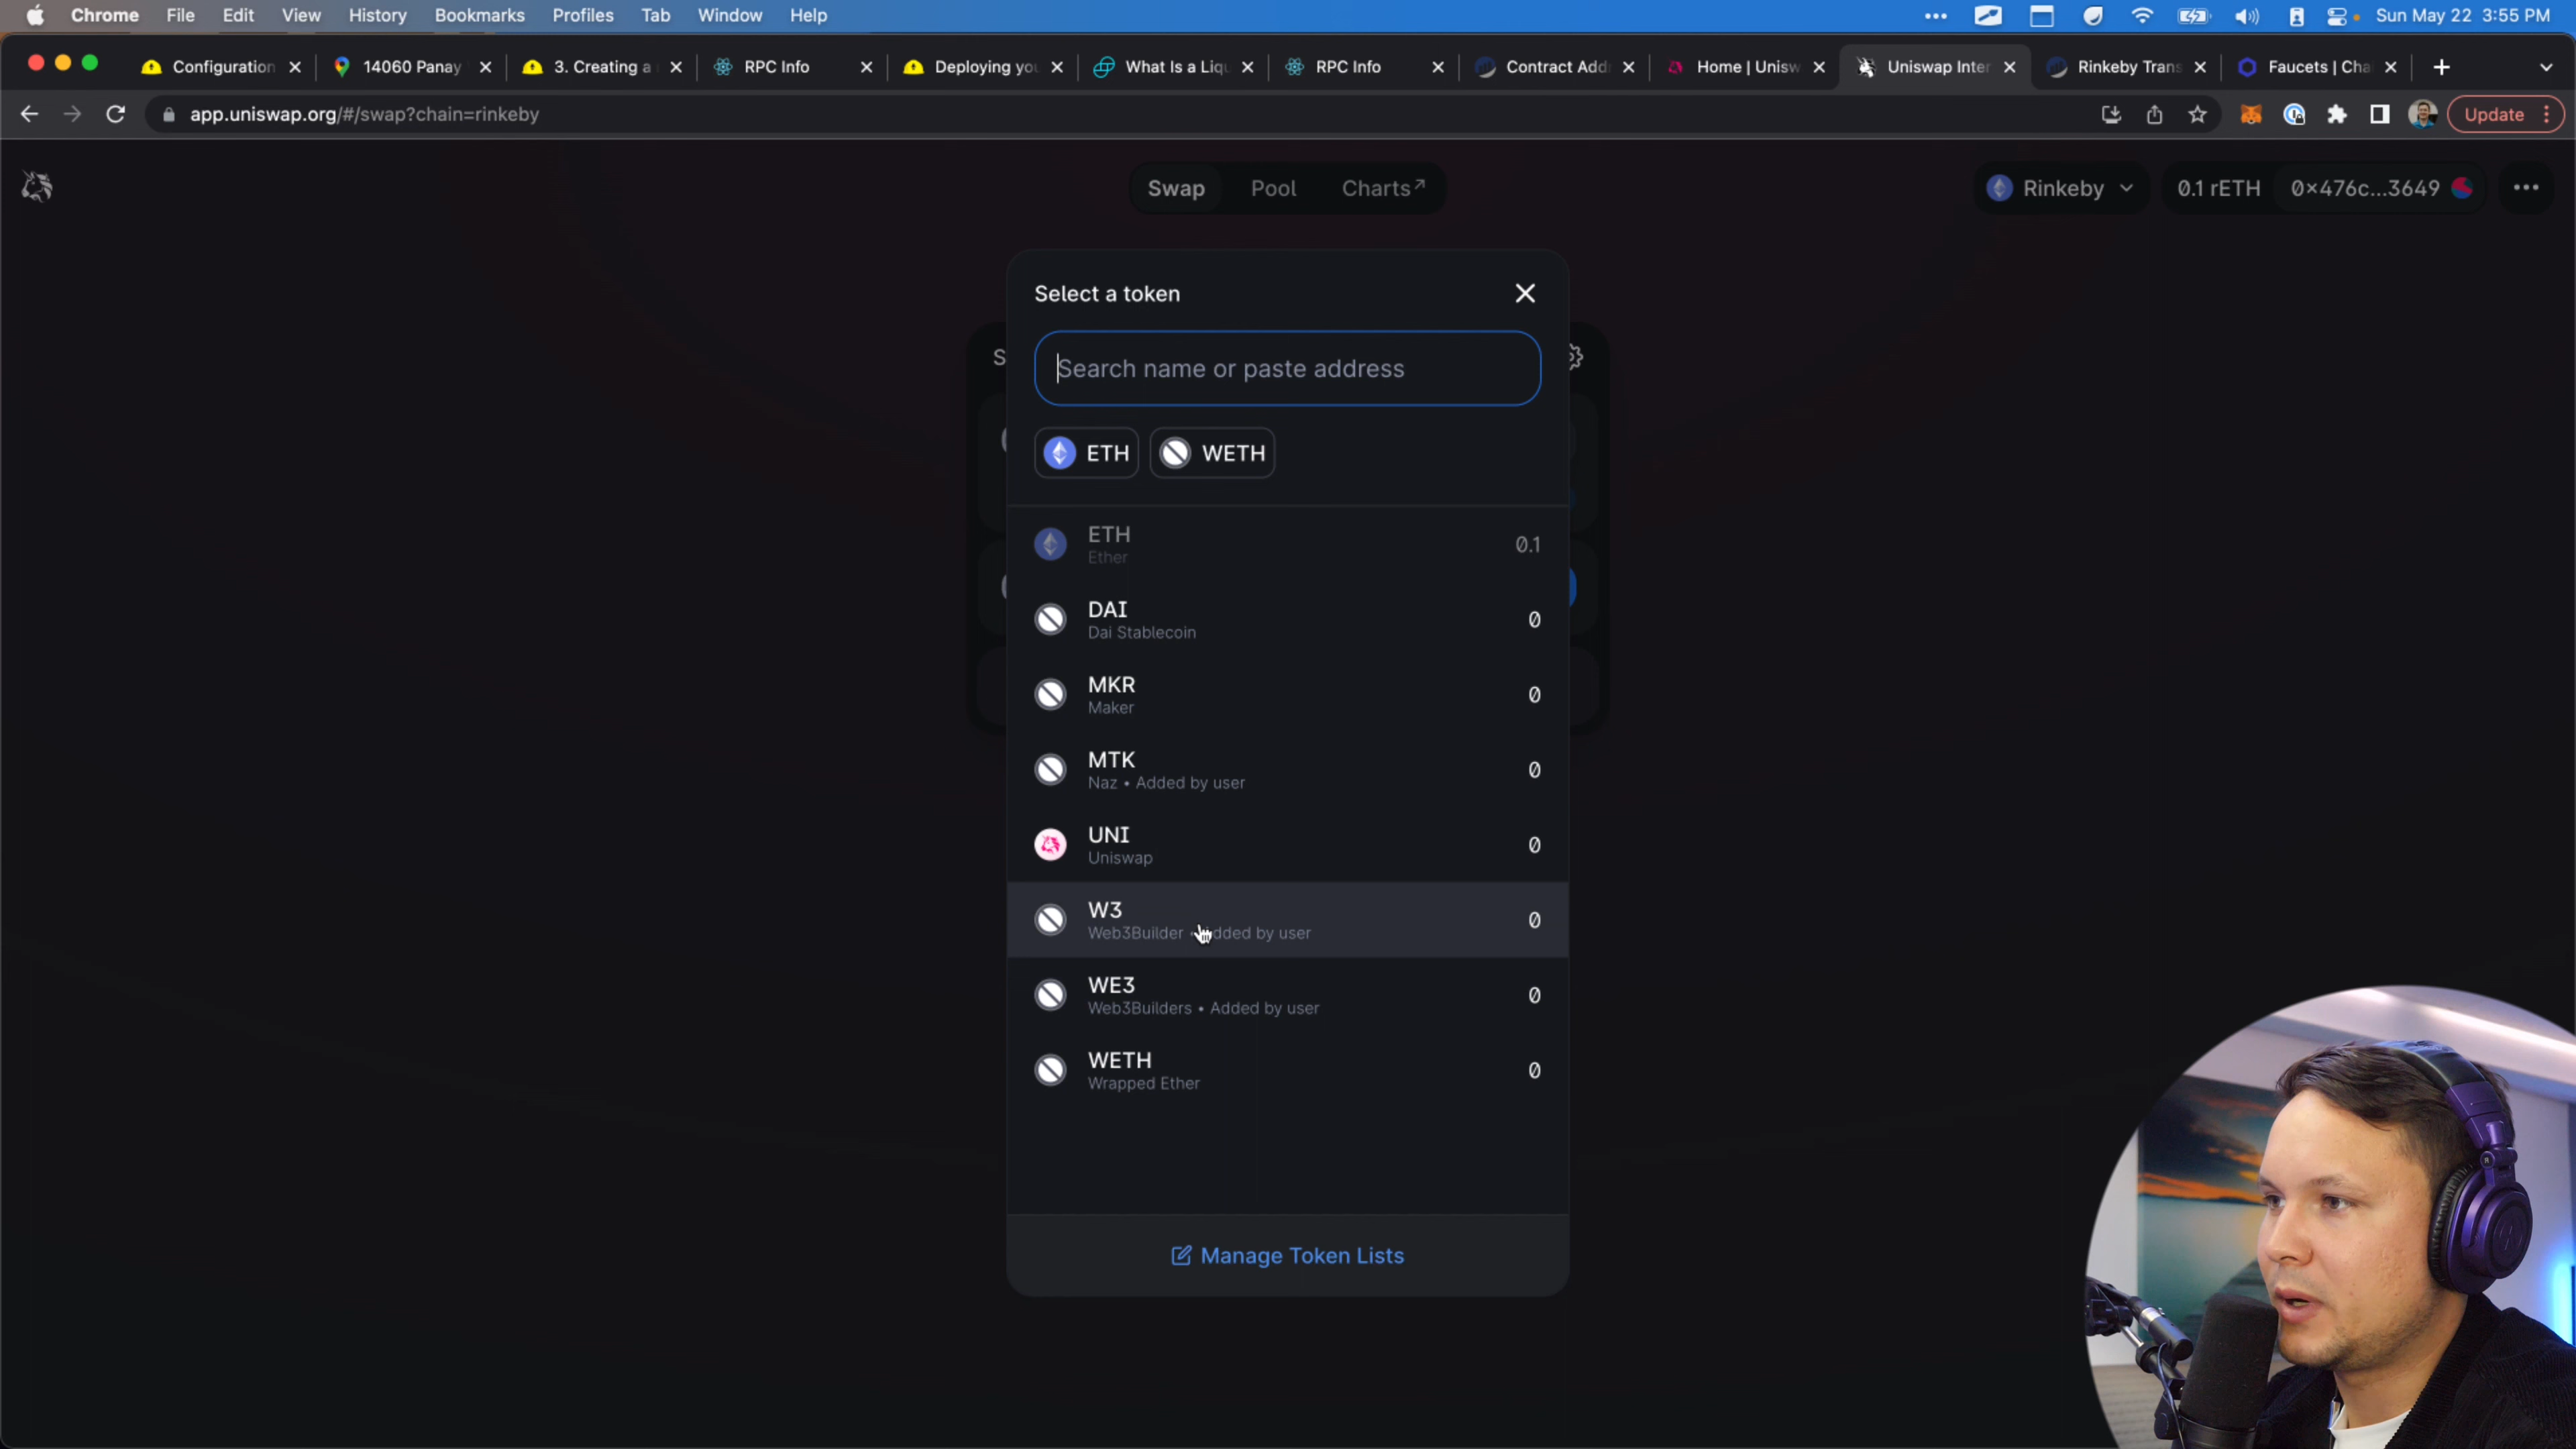 Chrome File Edit View History Bookmarks Profiles Tab Window Help Sun May 22 3:55 PM
Configuration 14060 Panay 3. Creating a RPC Info Deploying you What Is a Liqu RPC Info Contract Add Home | Unisw Uniswap Inter Rinkeby Trans Faucets | Cha
app.uniswap.org/#/swap?chain=rinkeby Update
Swap Pool Charts↗ Rinkeby 0.1 rETH 0×476c...3649
Select a token
Search name or paste address
ETH WETH
ETH 0.1
Ether
DAI 0
Dai Stablecoin
MKR 0
Maker
MTK 0
Naz • Added by user
UNI 0
Uniswap
W3 0
Web3Builder • Added by user
WE3 0
Web3Builders • Added by user
WETH 0
Wrapped Ether
Manage Token Lists